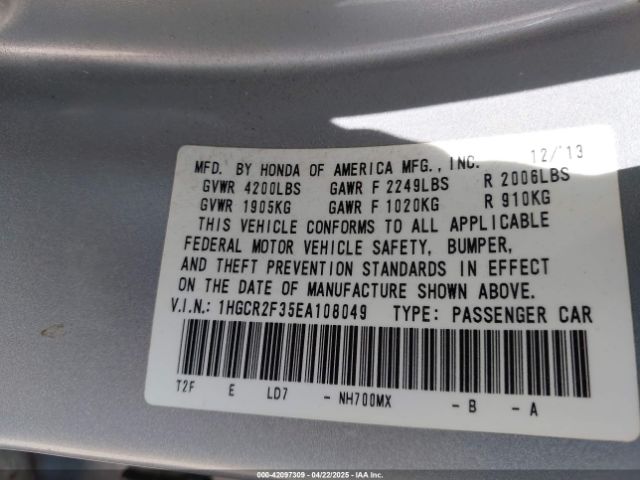 MFD. BY HONDA OF AMERICA MFG., INC. 12/'13
GVWR 4200LBS GAWR F 2249LBS R 2006LBS
GVWR 1905KG GAWR F 1020KG R 910KG
THIS VEHICLE CONFORMS TO ALL APPLICABLE
FEDERAL MOTOR VEHICLE SAFETY, BUMPER,
AND THEFT PREVENTION STANDARDS IN EFFECT
ON THE DATE OF MANUFACTURE SHOWN ABOVE.
V.I.N.: 1HGCR2F35EA108049 TYPE: PASSENGER CAR
T2F E LD7 - NH700MX - B - A
000-42097309 - 04/22/2025 - IAA Inc.